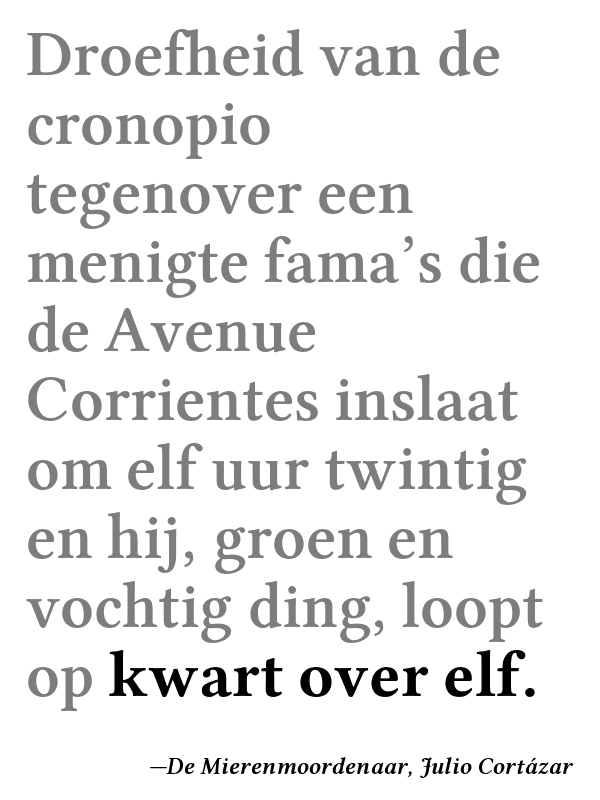 Droefheid van de
cronopio
tegenover een
menigte fama’s die
de Avenue
Corrientes inslaat
om elf uur twintig
en hij, groen en
vochtig ding, loopt
op kwart over elf.
—De Mierenmoordenaar, Julio Cortázar